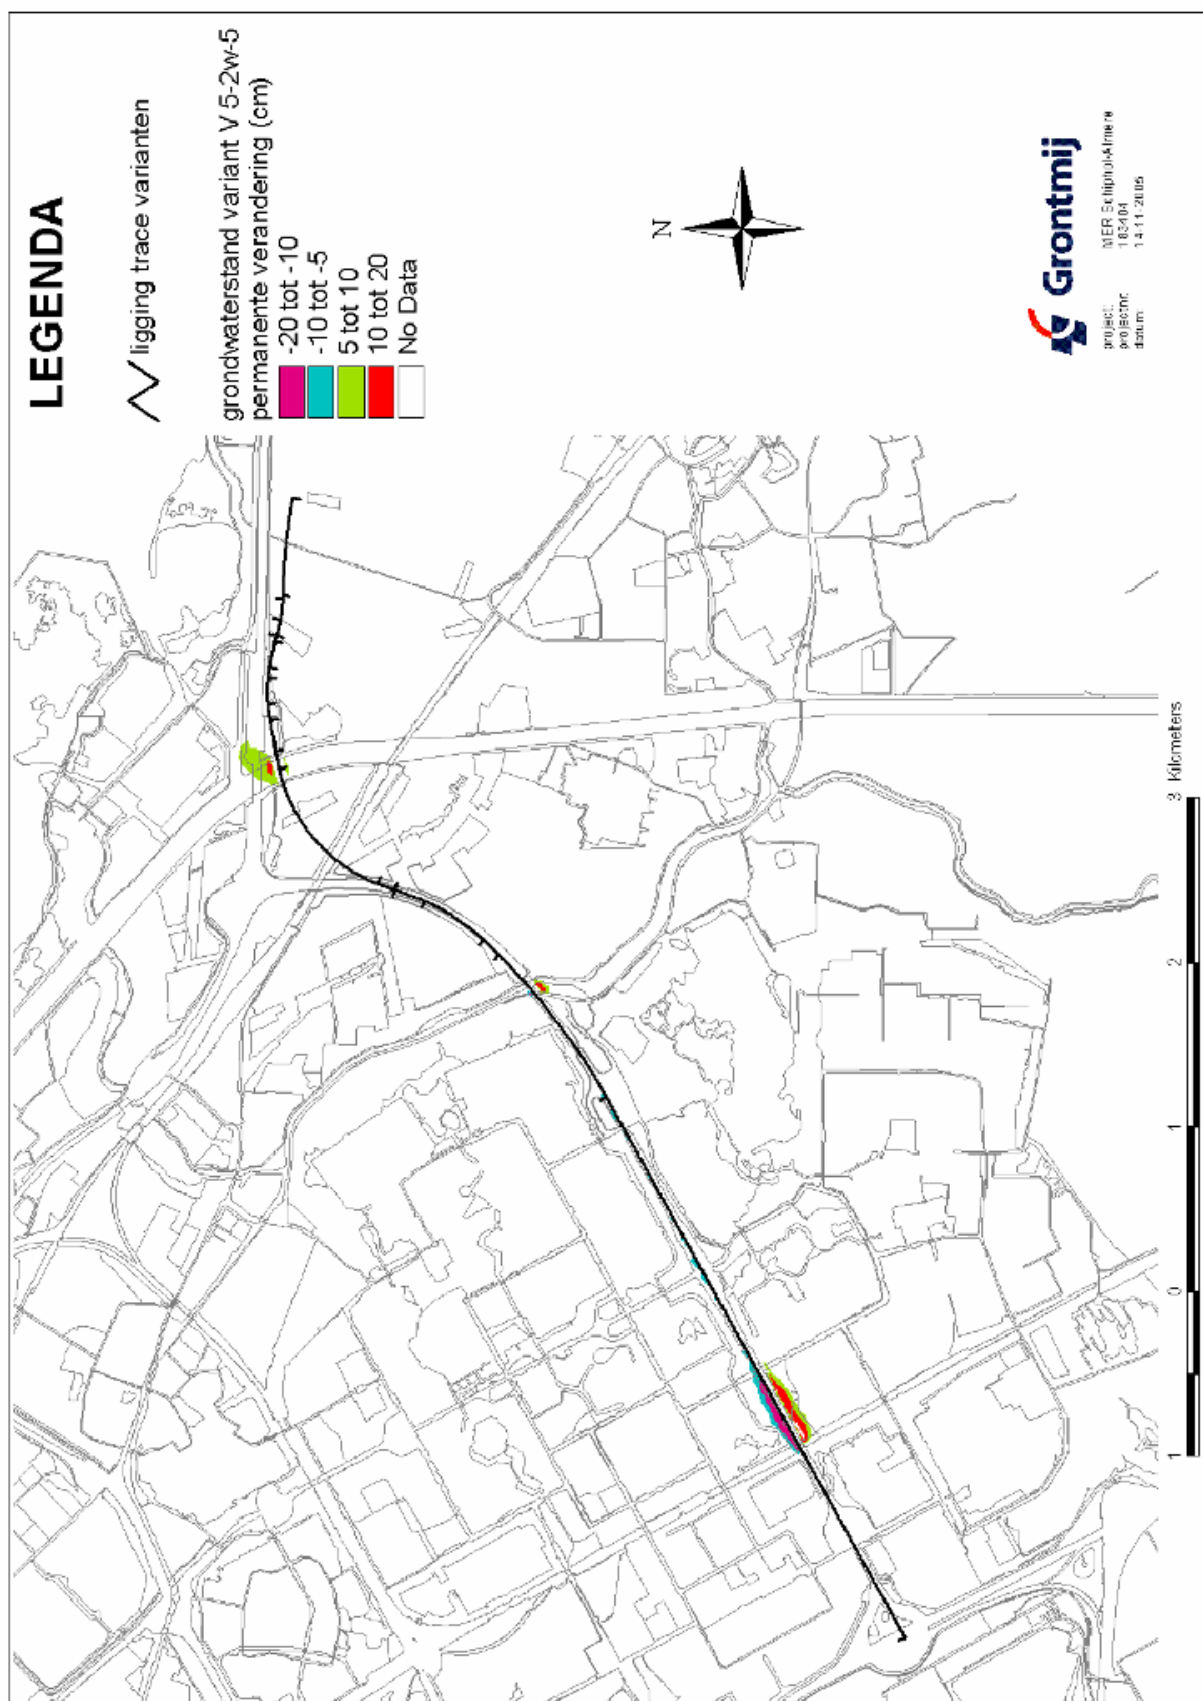 LEGENDA
ligging trace varianten
grondwaterstand variant V 5-2w-5
permanente verandering (cm)
-20 tot -10
-10 tot -5
5 tot 10
10 tot 20
No Data
N
Grontmij
project: MER Schiphol-Almere
projectnr. 183404
datum: 14-11-2005
1 0 1 2 3 Kilometers